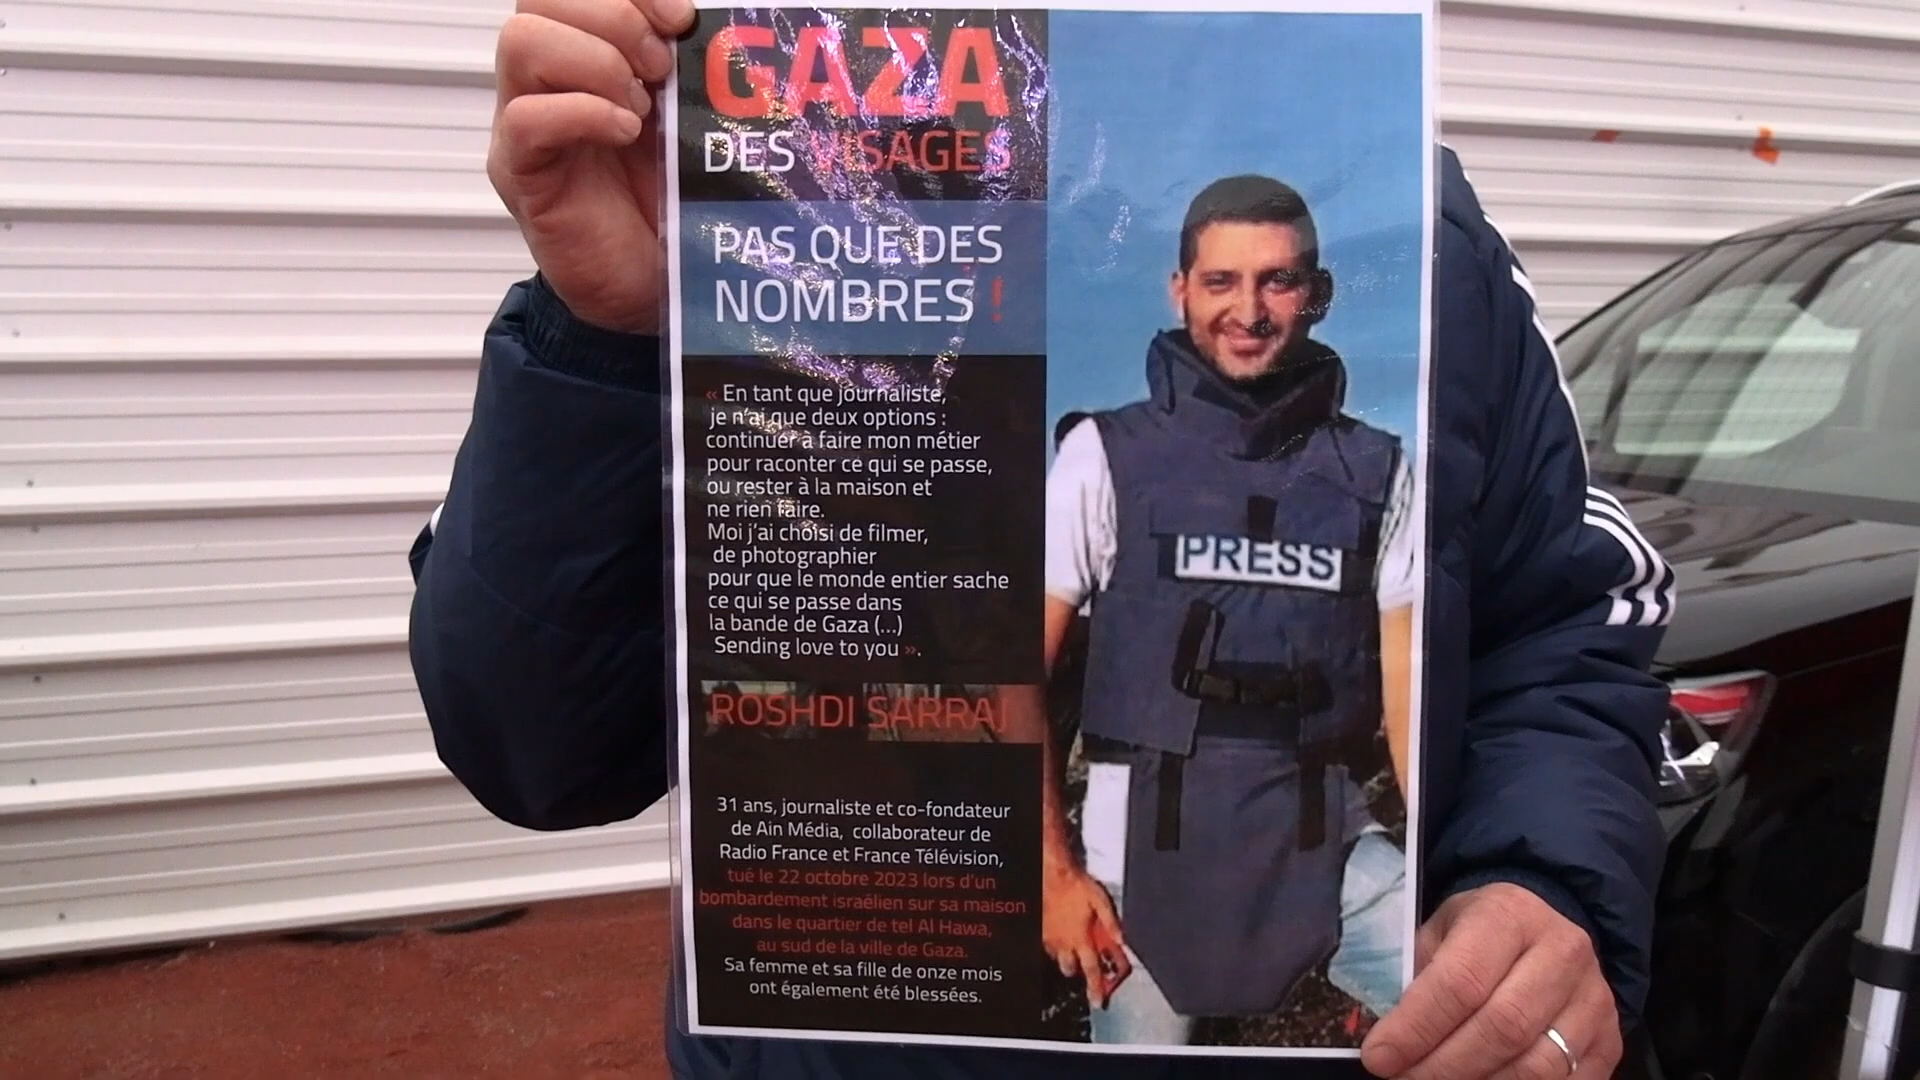 GAZA
DES VISAGES
PAS QUE DES
NOMBRES !
« En tant que journaliste,
je n'ai que deux options :
continuer à faire mon métier
pour raconter ce qui se passe,
ou rester à la maison et
ne rien faire.
Moi j'ai choisi de filmer,
de photographier
pour que le monde entier sache
ce qui se passe dans
la bande de Gaza (...)
Sending love to you ».
ROSHDI SARRAJ
31 ans, journaliste et co-fondateur
de Ain Média, collaborateur de
Radio France et France Télévision,
tué le 22 octobre 2023 lors d'un
bombardement israélien sur sa maison
dans le quartier de tel Al Hawa,
au sud de la ville de Gaza.
Sa femme et sa fille de onze mois
ont également été blessées.
PRESS